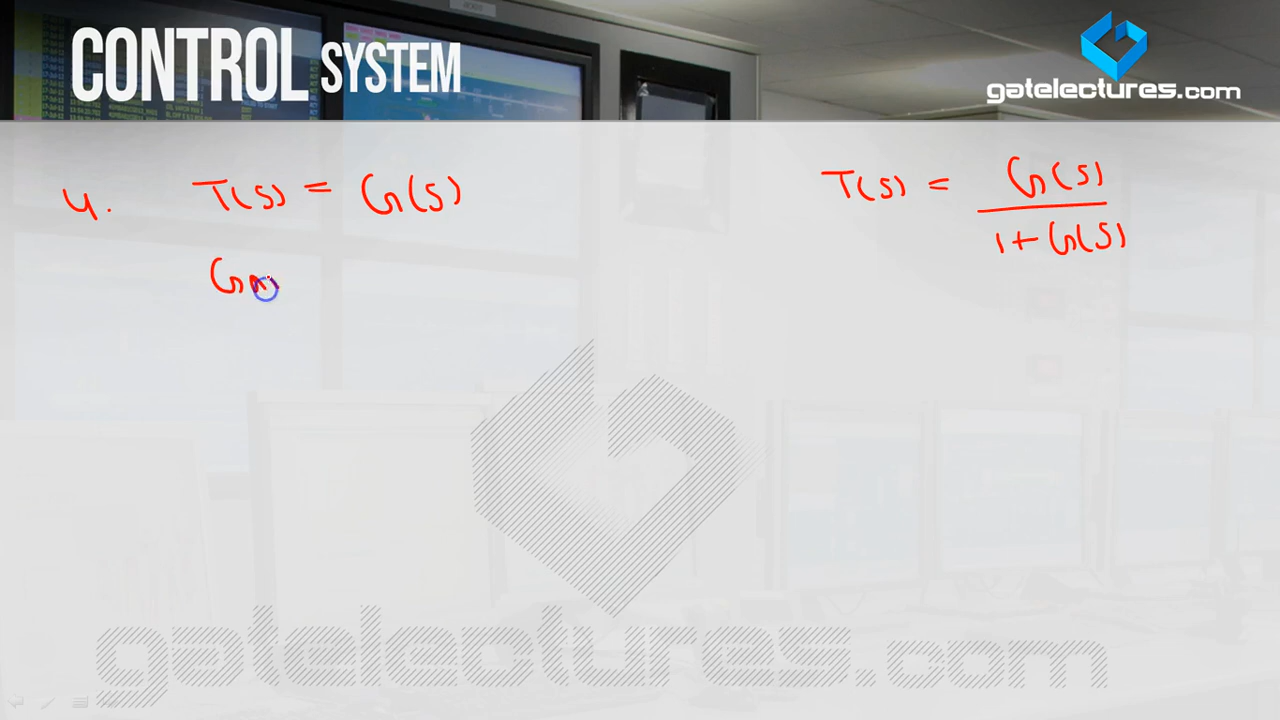 CONTROL SYSTEM
gatelectures.com
4. T(s) = G(s)
T(s) = G(s)
1 + G(s)
G
gatelectures.com